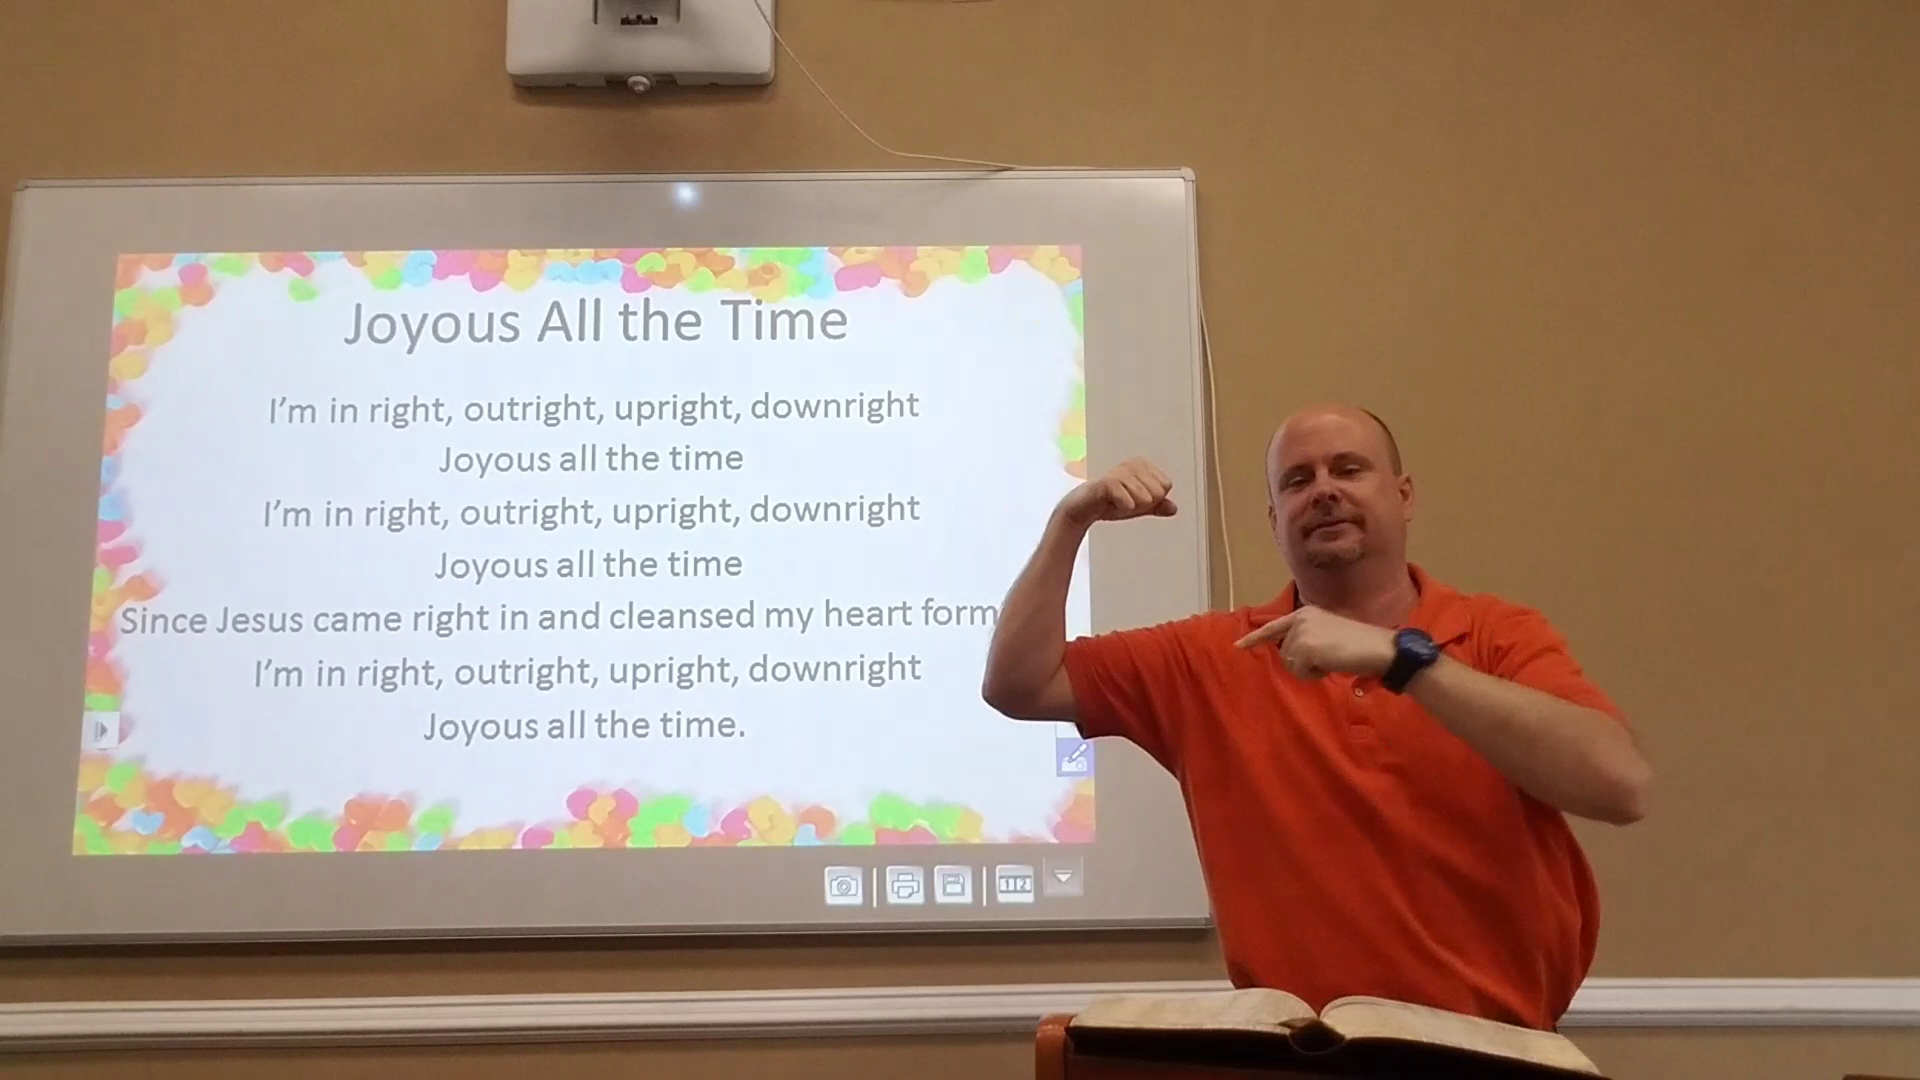 Joyous All the Time
I'm in right, outright, upright, downright
Joyous all the time
I'm in right, outright, upright, downright
Joyous all the time
Since Jesus came right in and cleansed my heart form
I'm in right, outright, upright, downright
Joyous all the time.
1 2